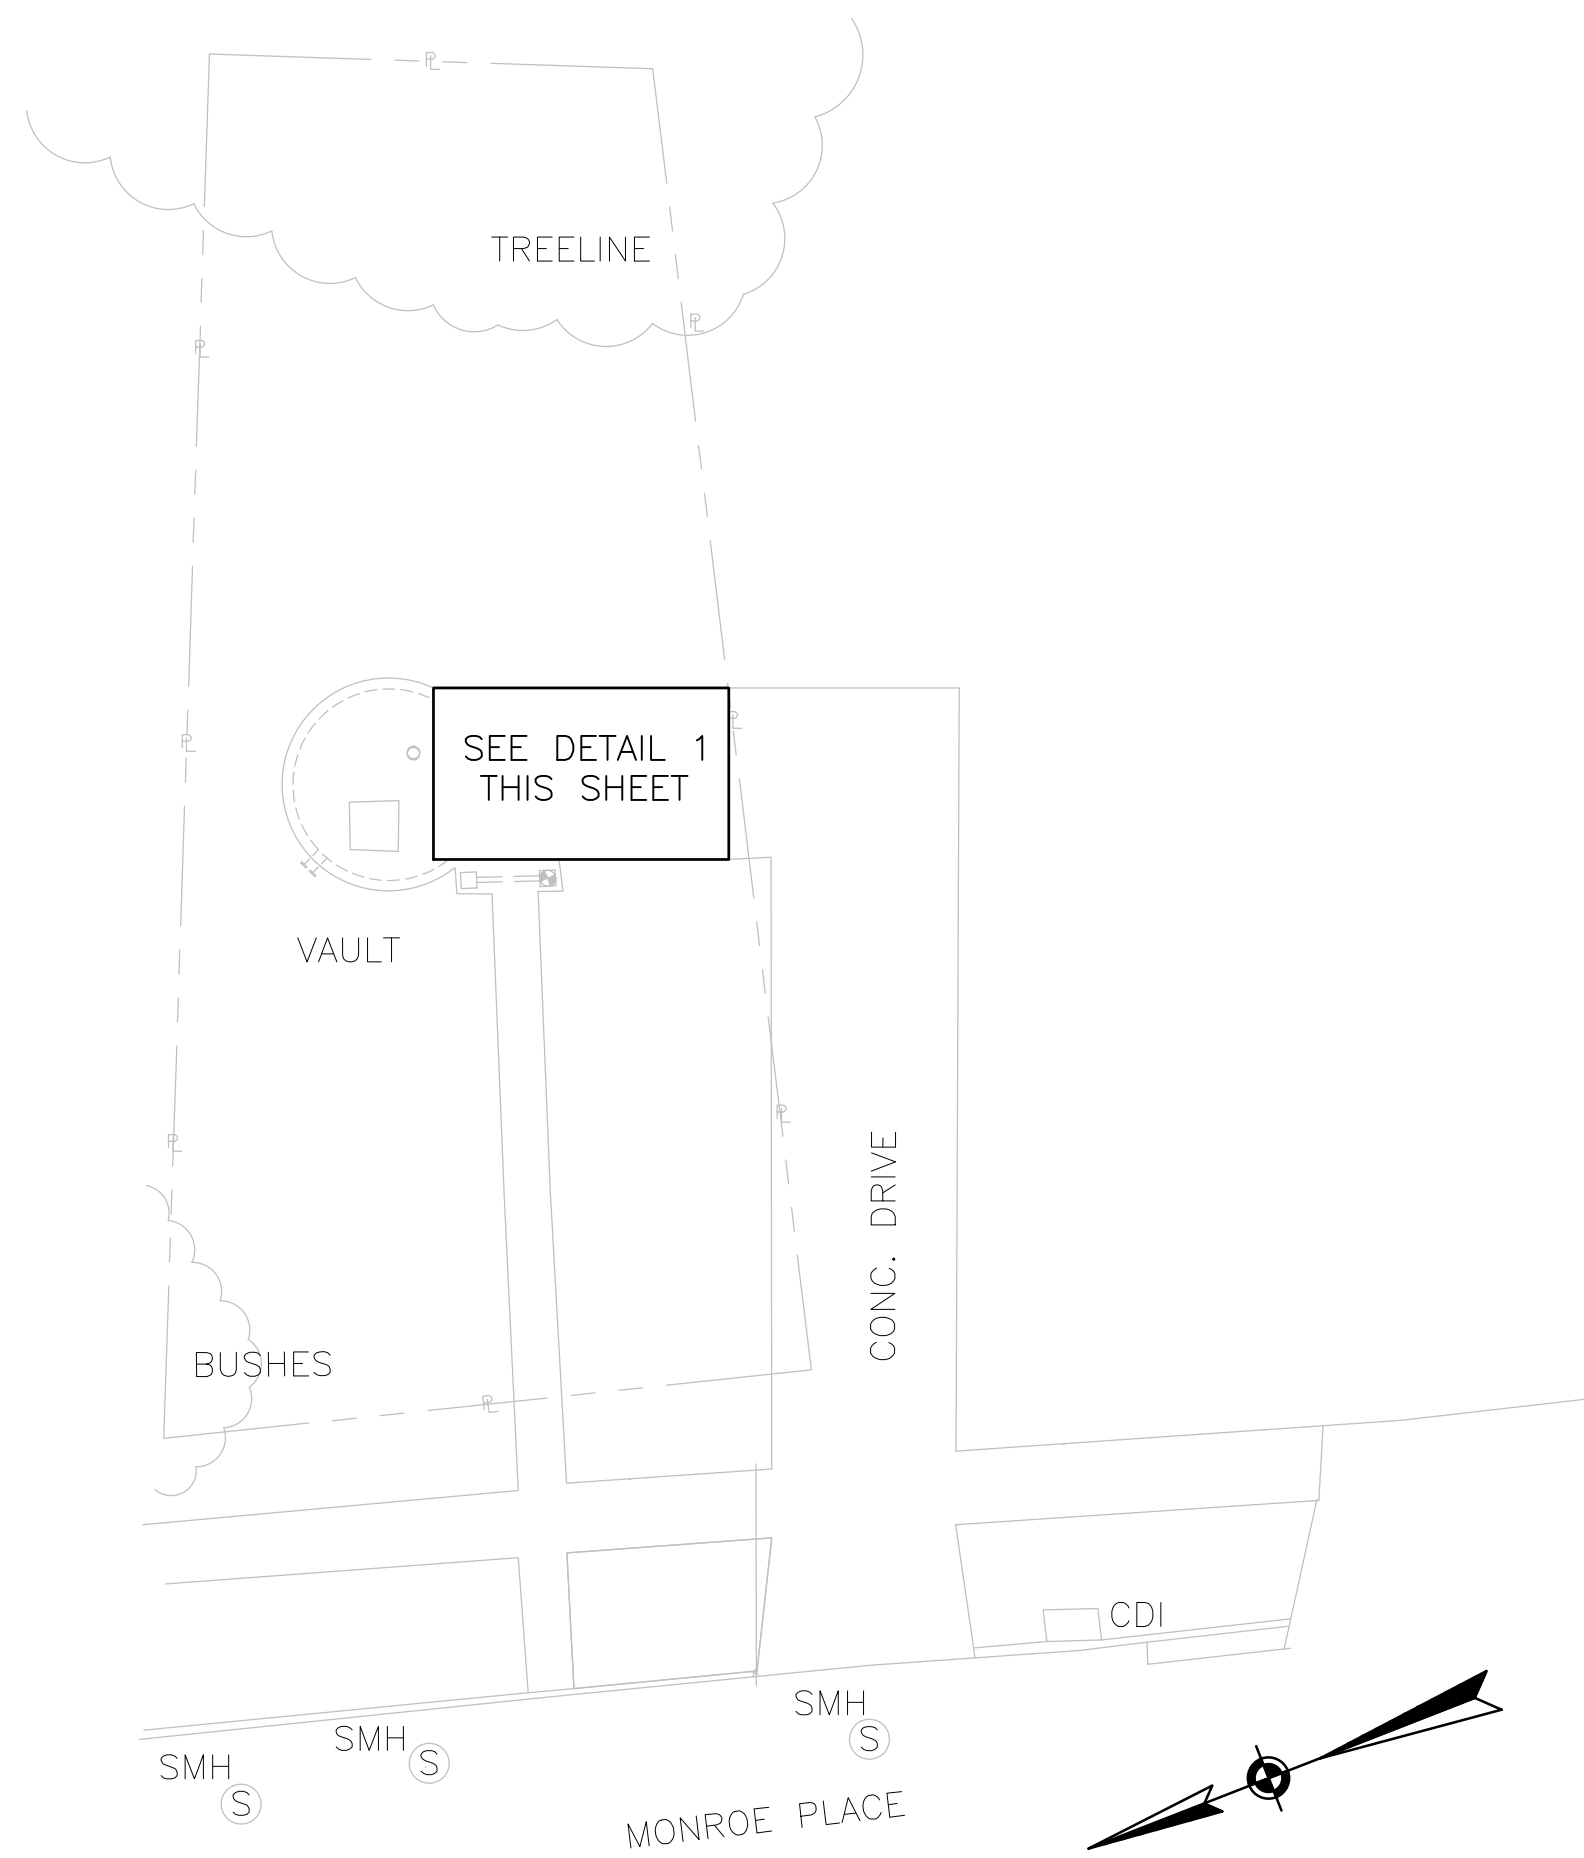 PL
TREELINE
PL
PL
SEE DETAIL 1
THIS SHEET
PL
PL
VAULT
PL
PL
CONC. DRIVE
BUSHES
PL
CDI
SMH
S
SMH
S
SMH
S
MONROE PLACE